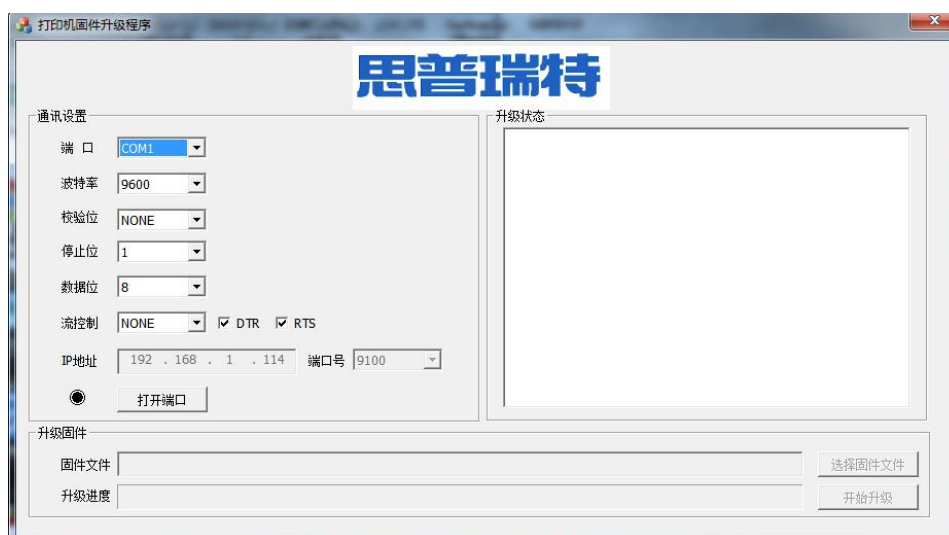 打印机固件升级程序
思普瑞特
通讯设置
端 口 COM1
波特率 9600
校验位 NONE
停止位 1
数据位 8
流控制 NONE DTR RTS
IP地址 192 . 168 . 1 . 114 端口号 9100
打开端口
升级状态
升级固件
固件文件 选择固件文件
升级进度 开始升级